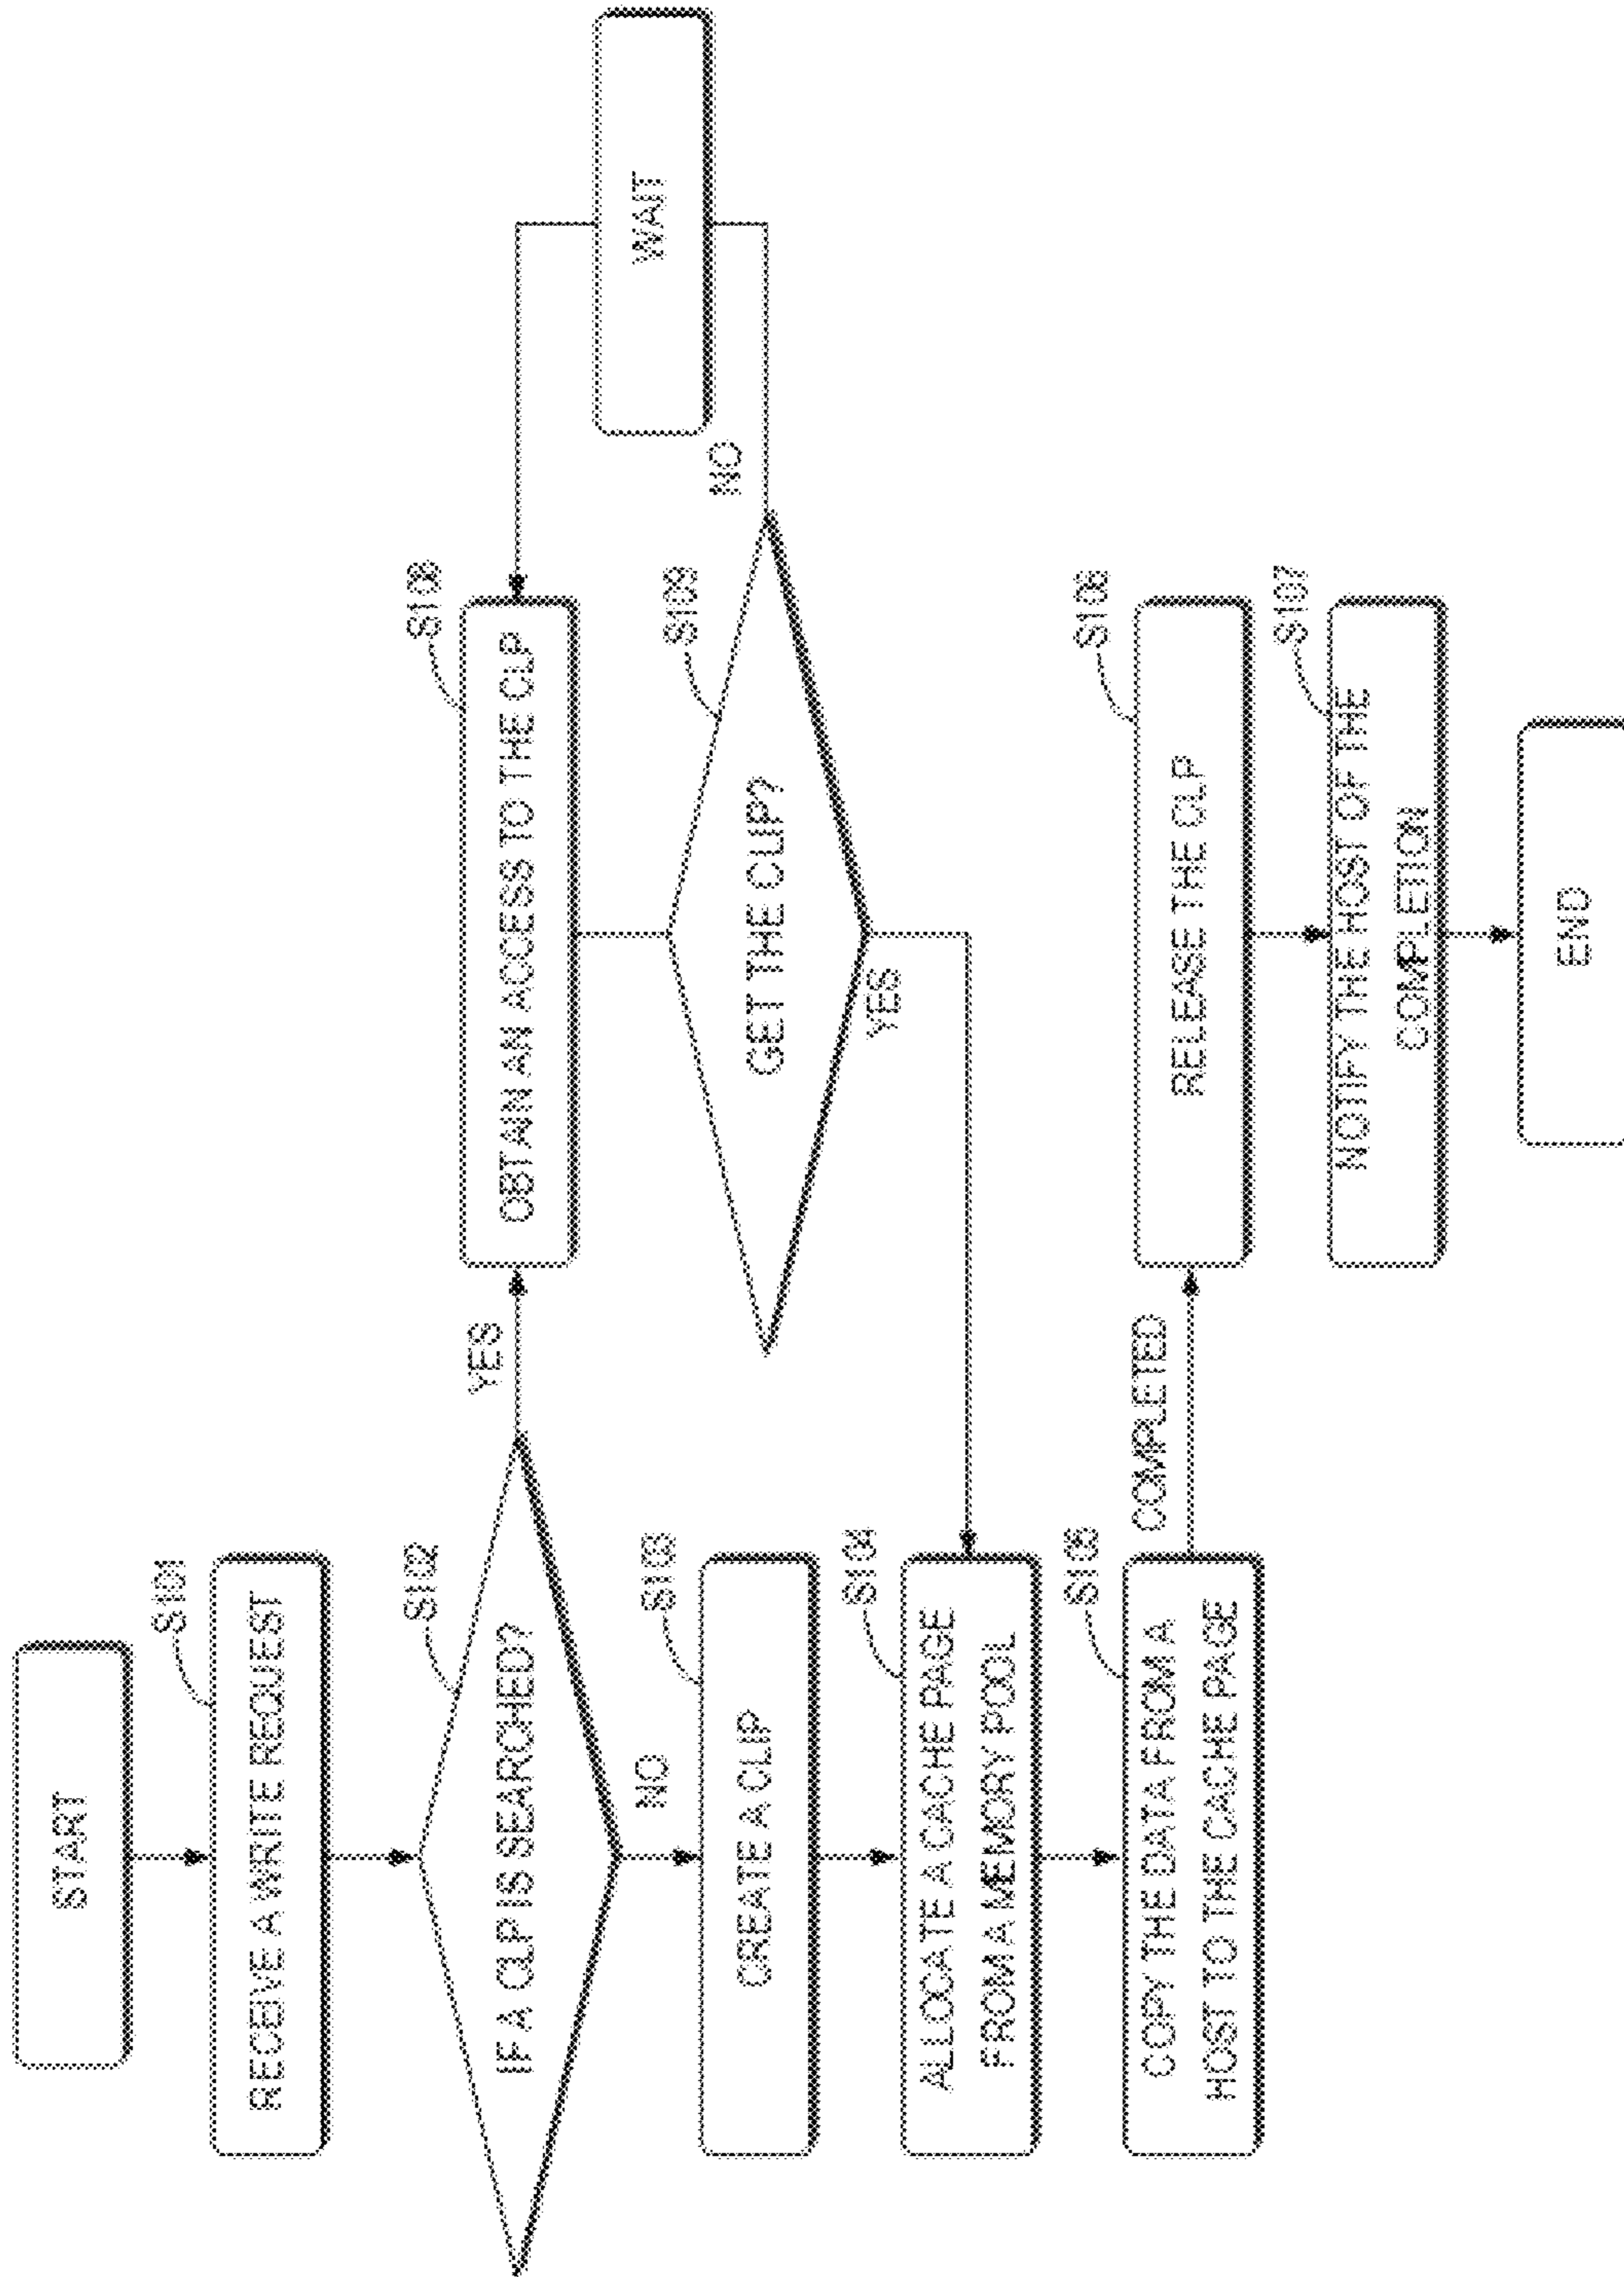 START
S101
RECEIVE A WRITE REQUEST
S102
IF A CLP IS SEARCHED?
YES
NO
S103
CREATE A CLIP
S104
ALLOCATE A CACHE PAGE
FROM A MEMORY POOL
S105
COPY THE DATA FROM A
HOST TO THE CACHE PAGE
COMPLETED
S108
OBTAIN AN ACCESS TO THE CLP
S109
GET THE CLIP?
YES
NO
WAIT
S106
RELEASE THE CLP
S107
NOTIFY THE HOST OF THE
COMPLETION
END